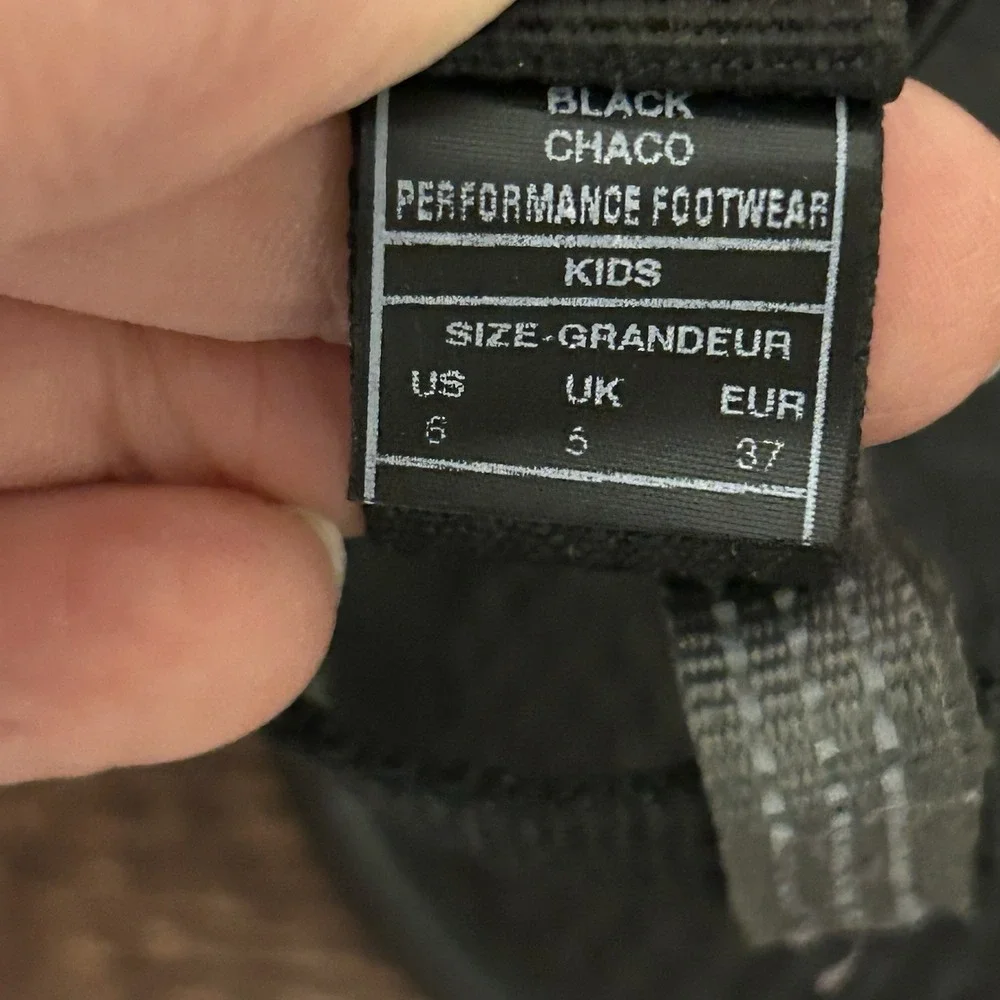 BLACK
CHACO
PERFORMANCE FOOTWEAR
KIDS
SIZE-GRANDEUR
US UK EUR
6 5 37